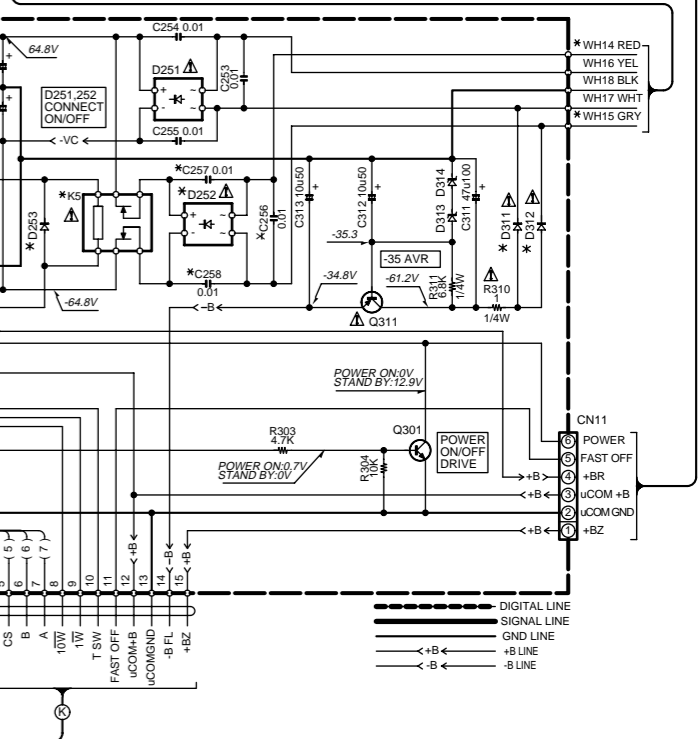 C254 0.01
64.8V
D251
C253
0.01
* WH14 RED
WH16 YEL
WH18 BLK
WH17 WHT
* WH15 GRY
D251,252
CONNECT
ON/OFF
-VC
C255 0.01
*C257 0.01
*D252
*K5
* D253
*C256
0.01
*C258
0.01
C313 10u50
C312 10u50
D314
D313
C311 47u100
* D311
* D312
-35.3
-35 AVR
-34.8V
-61.2V
R311
6.8K
1/4W
R310
1
1/4W
-64.8V
-B
Q311
POWER ON:0V
STAND BY:12.9V
R303
4.7K
Q301
POWER
ON/OFF
DRIVE
POWER ON:0.7V
STAND BY:0V
R304
10K
CN11
6 POWER
5 FAST OFF
+B 4 +BR
+B 3 uCOM +B
2 uCOMGND
+B 1 +BZ
5
6
7
+B
-B
+B
5
6
7
8
9
10
11
12
13
14
15
CS
B
A
10W
1W
T SW
FAST OFF
uCOM+B
uCOMGND
-B FL
+BZ
DIGITAL LINE
SIGNAL LINE
GND LINE
+B +B LINE
-B -B LINE
K